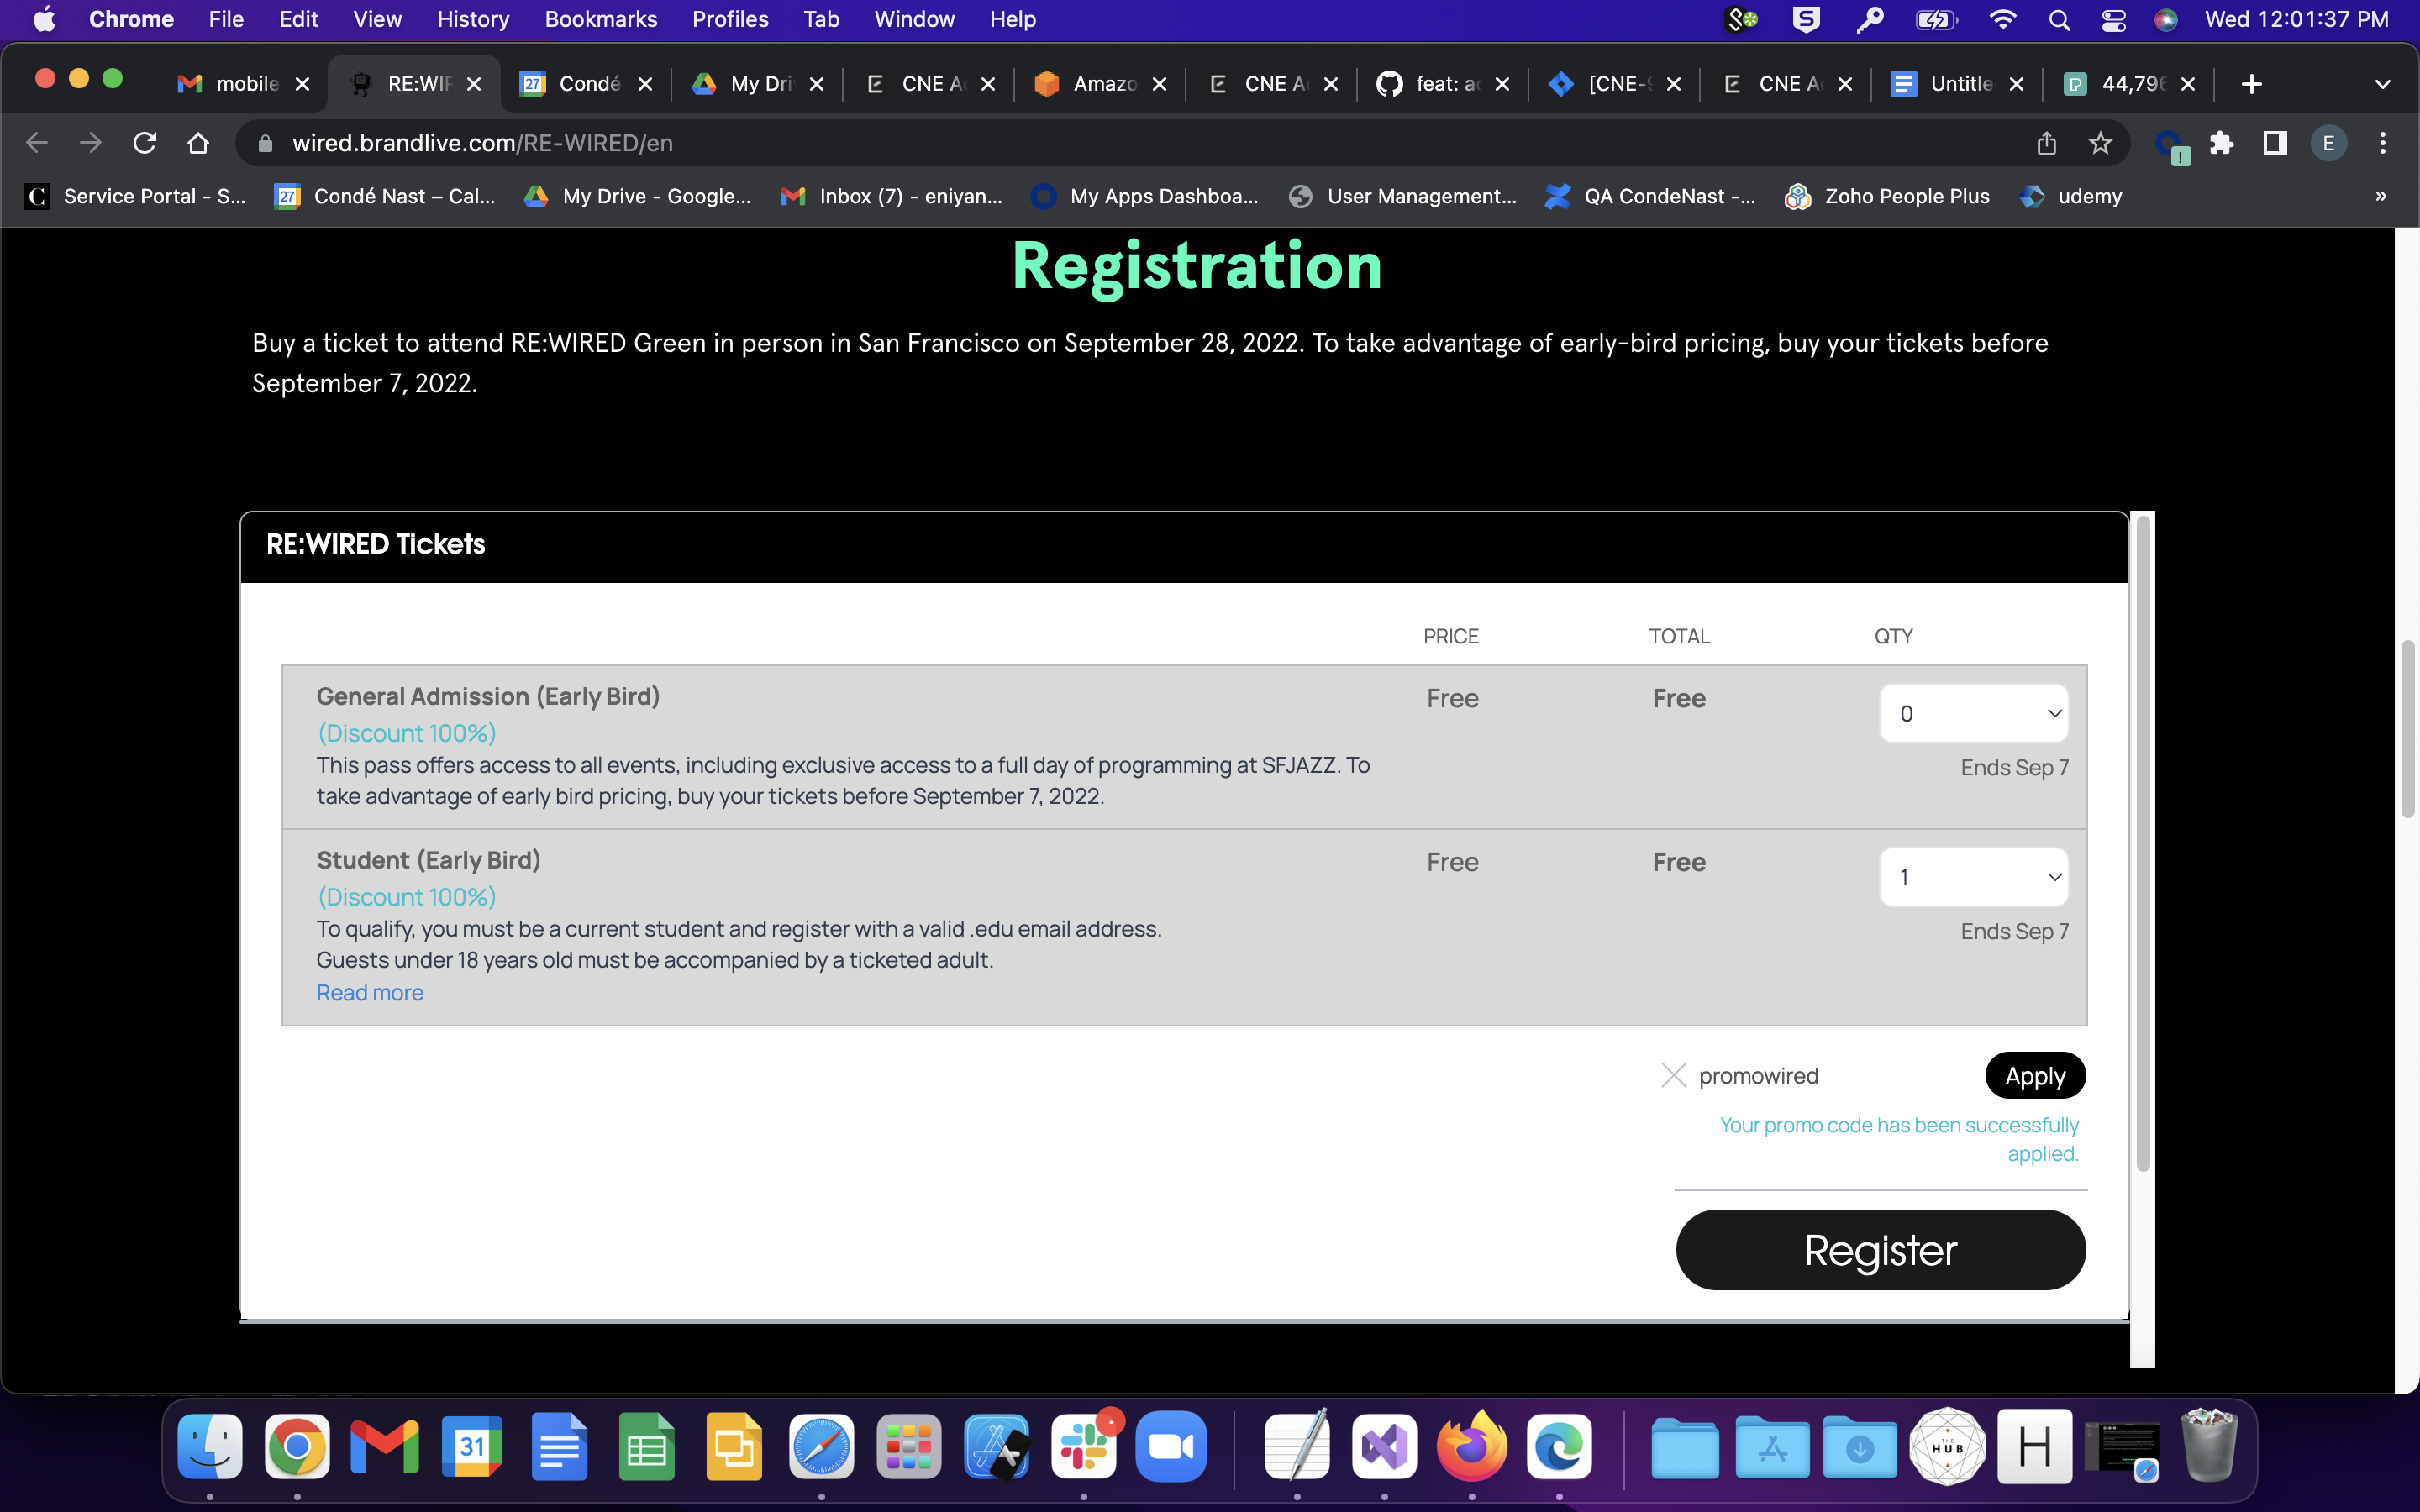 Chrome File Edit View History Bookmarks Profiles Tab Window Help Wed 12:01:37 PM
mobile RE:WIR Condé My Dri CNE A Amazo CNE A feat: a [CNE-S CNE A Untitle 44,796
wired.brandlive.com/RE-WIRED/en E
Service Portal - S... Condé Nast – Cal... My Drive - Google... Inbox (7) - eniyan... My Apps Dashboa... User Management... QA CondeNast -... Zoho People Plus udemy »
Registration
Buy a ticket to attend RE:WIRED Green in person in San Francisco on September 28, 2022. To take advantage of early-bird pricing, buy your tickets before
September 7, 2022.
RE:WIRED Tickets
PRICE TOTAL QTY
General Admission (Early Bird) Free Free 0
(Discount 100%)
This pass offers access to all events, including exclusive access to a full day of programming at SFJAZZ. To Ends Sep 7
take advantage of early bird pricing, buy your tickets before September 7, 2022.
Student (Early Bird) Free Free 1
(Discount 100%)
To qualify, you must be a current student and register with a valid .edu email address. Ends Sep 7
Guests under 18 years old must be accompanied by a ticketed adult.
Read more
promowired Apply
Your promo code has been successfully
applied.
Register
31 THE HUB H